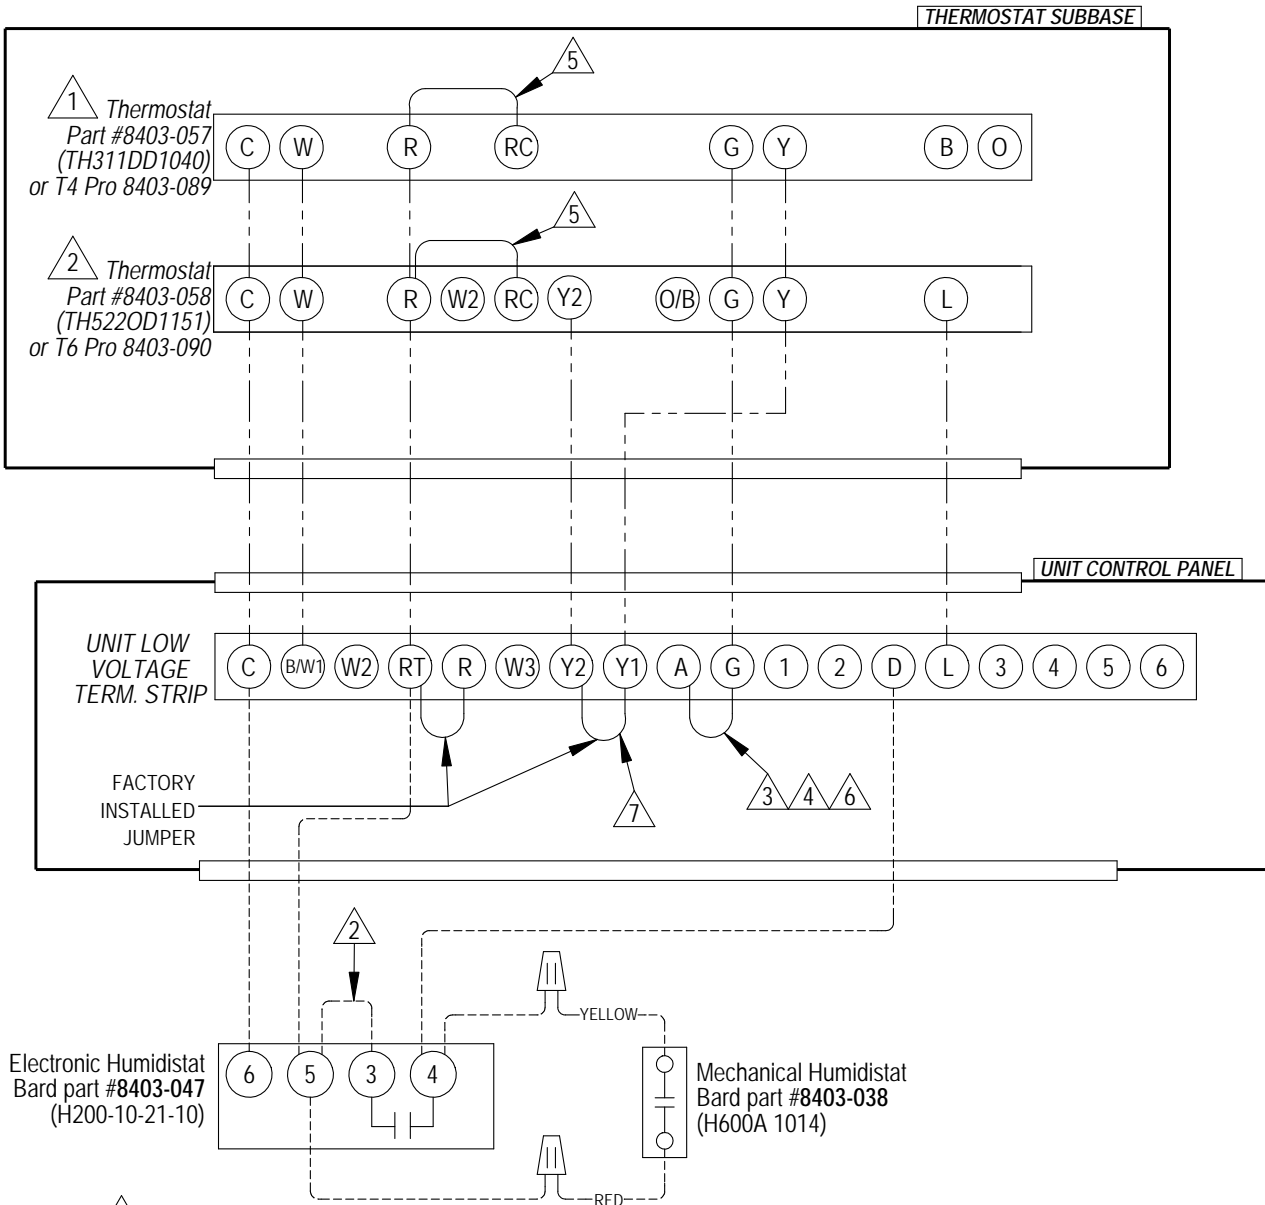 THERMOSTAT SUBBASE
5
1 Thermostat
Part #8403-057
(TH311DD1040)
or T4 Pro 8403-089
C W R RC G Y B O
5
2 Thermostat
Part #8403-058
(TH522OD1151)
or T6 Pro 8403-090
C W R W2 RC Y2 O/B G Y L
UNIT CONTROL PANEL
UNIT LOW
VOLTAGE
TERM. STRIP
C B/W1 W2 RT R W3 Y2 Y1 A G 1 2 D L 3 4 5 6
FACTORY
INSTALLED
JUMPER
7
3 4 6
2
YELLOW
Electronic Humidistat
Bard part #8403-047
(H200-10-21-10)
6 5 3 4
Mechanical Humidistat
Bard part #8403-038
(H600A 1014)
RED